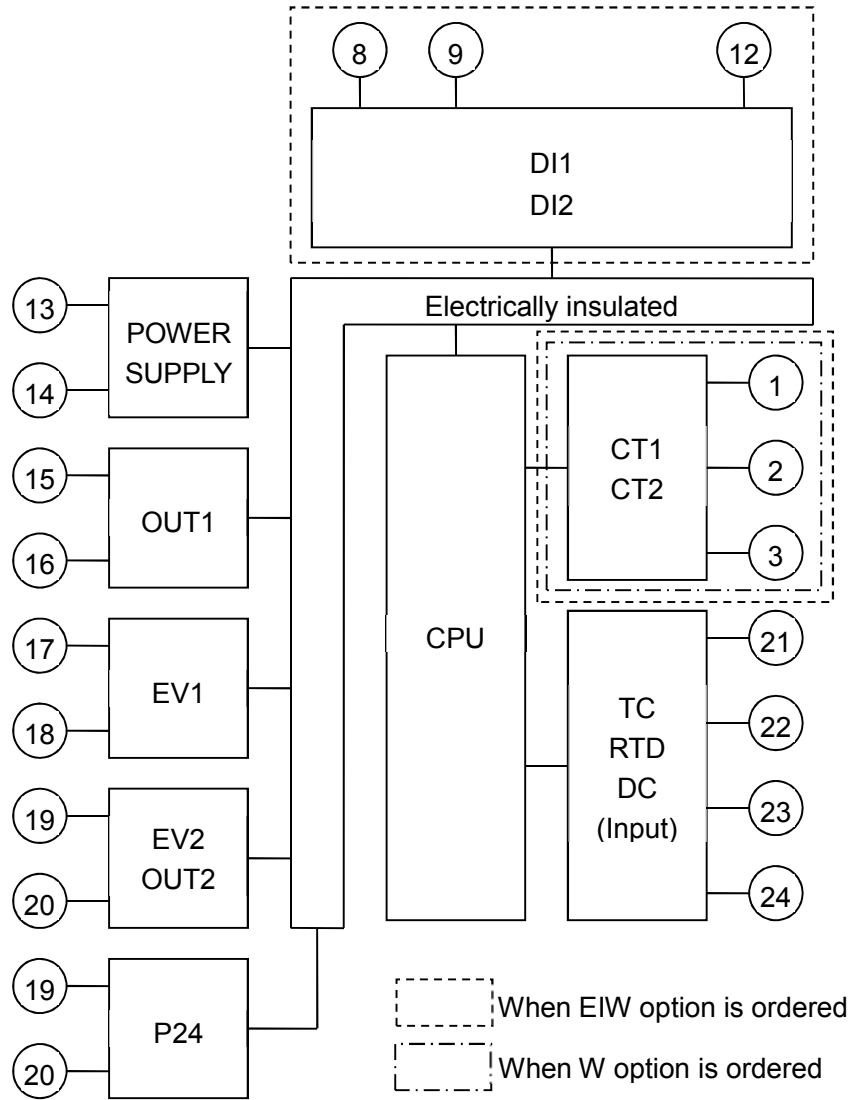 8
9
12
DI1
DI2
Electrically insulated
13
14
POWER
SUPPLY
15
16
OUT1
17
18
EV1
19
20
EV2
OUT2
19
20
P24
CPU
CT1
CT2
1
2
3
TC
RTD
DC
(Input)
21
22
23
24
When EIW option is ordered
When W option is ordered